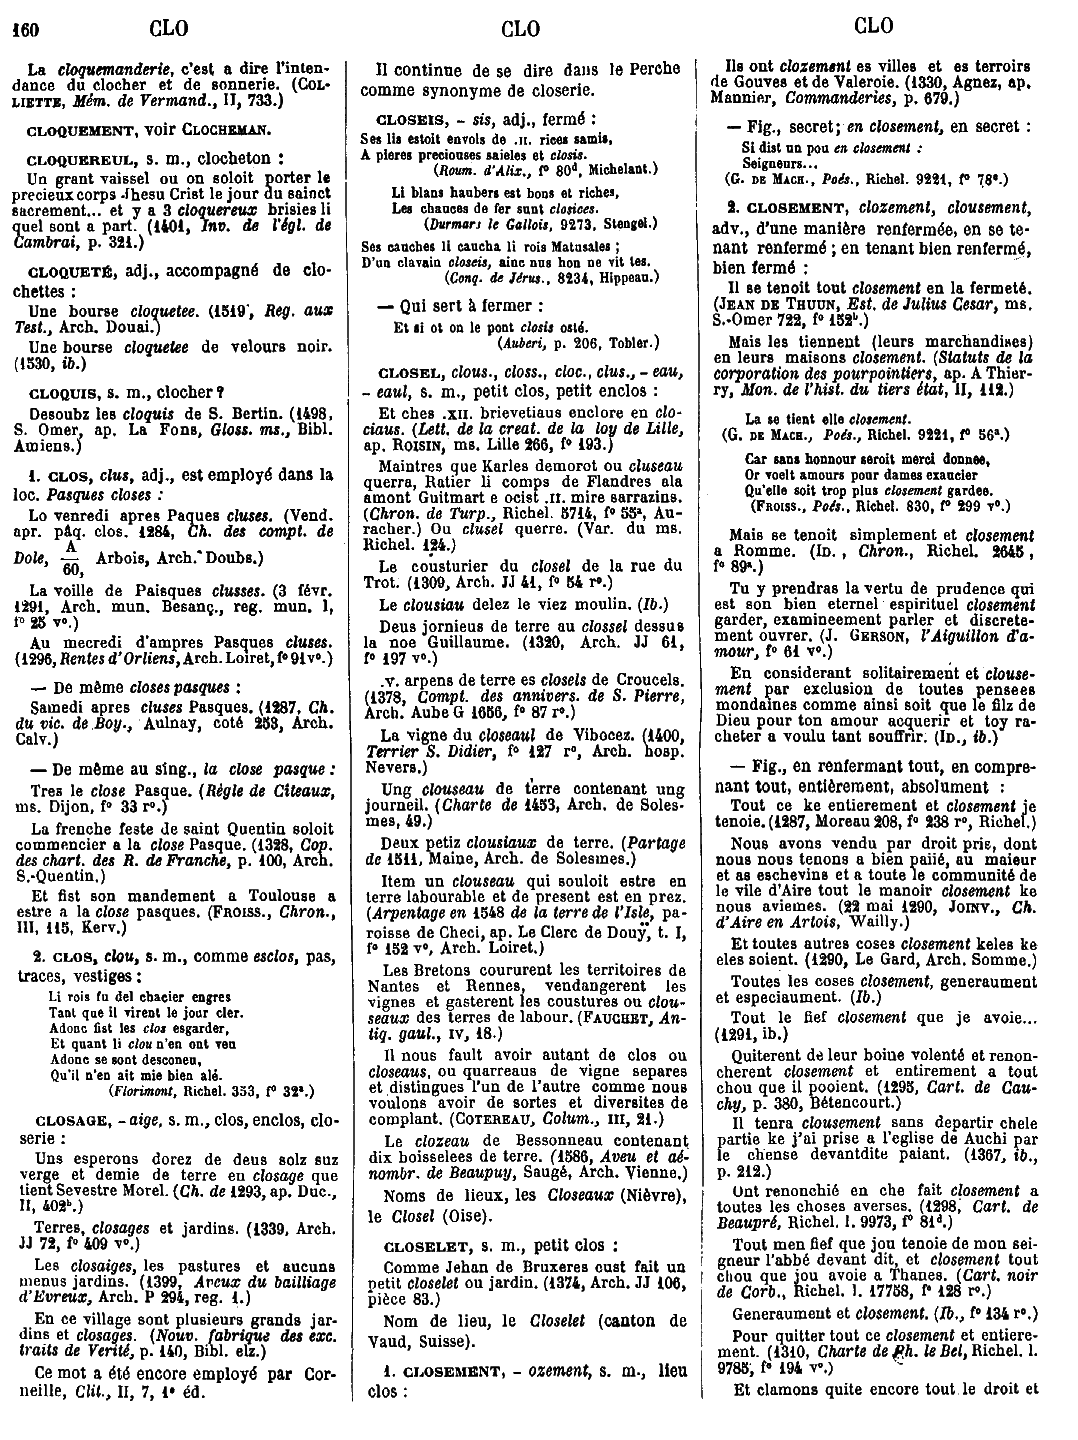 160 CLO CLO CLO
La cloquemanderie, c'est a dire l'inten-
dance du clocher et de sonnerie. (COL-
LIETTE, Mém. de Vermand., II, 733.)
CLOQUEMENT, voir CLOCHEMAN.
CLOQUEREUL, s. m., clocheton :
Un grant vaissel ou on soloit porter le
precieux corps Jhesu Crist le jour du sainct
sacrement... et y a 3 cloquereux brisies li
quel sont a part. (1401, Inv. de l'égl. de
Cambrai, p. 321.)
CLOQUETÉ, adj., accompagné de clo-
chettes :
Une bourse cloquetee. (1519, Reg. aux
Test., Arch. Douai.)
Une bourse cloquetee de velours noir.
(1530, ib.)
CLOQUIS, s. m., clocher ?
Desoubz les cloquis de S. Bertin. (1498,
S. Omer, ap. La Fons, Gloss. ms., Bibl.
Amiens.)
1. CLOS, clus, adj., est employé dans la
loc. Pasques closes :
Lo venredi apres Paques cluses. (Vend.
apr. pâq. clos. 1284, Ch. des compt. de
Dole, A/60, Arbois, Arch. Doubs.)
La voille de Paisques clusses. (3 févr.
1291, Arch. mun. Besanç., reg. mun. I,
f° 25 v°.)
Au mecredi d'ampres Pasques cluses.
(1296, Rentes d'Orliens, Arch. Loiret, f° 91 v°.)
— De même closes pasques :
Samedi apres cluses Pasques. (1287, Ch.
du vic. de Boy., Aulnay, coté 253, Arch.
Calv.)
— De même au sing., la close pasque :
Tres le close Pasque. (Règle de Citeaux,
ms. Dijon, f° 33 r°.)
La frenche feste de saint Quentin soloit
commencier a la close Pasque. (1328, Cop.
des chart. des R. de Franche, p. 100, Arch.
S.-Quentin.)
Et fist son mandement a Toulouse a
estre a la close pasques. (FROISS., Chron.,
III, 115, Kerv.)
2. CLOS, clou, s. m., comme esclos, pas,
traces, vestiges :
Li rois fu del chacier engres
Tant que il virent le jour cler.
Adonc fist les clos esgarder,
Et quant li clou n'en ont veu
Adonc se sont desconeu,
Qu'il n'en ait mie bien alé.
(Florimont, Richel. 353, f° 32ᵃ.)
CLOSAGE, - aige, s. m., clos, enclos, clo-
serie :
Uns esperons dorez de deus solz suz
verge et demie de terre en closage que
tient Sevestre Morel. (Ch. de 1293, ap. Duc.,
II, 402ᵇ.)
Terres, closages et jardins. (1339, Arch.
JJ 72, f° 409 v°.)
Les closaiges, les pastures et aucuns
menus jardins. (1399, Aveux du bailliage
d'Evreux, Arch. P 294, reg. 1.)
En ce village sont plusieurs grands jar-
dins et closages. (Nouv. fabrique des exc.
traits de Verité, p. 140, Bibl. elz.)
Ce mot a été encore employé par Cor-
neille, Clit., II, 7, 1ᵉ éd.
Il continue de se dire dans le Perche
comme synonyme de closerie.
CLOSEIS, - sis, adj., fermé :
Ses lis estoit envols de .II. rices samis,
A pieres preciouses saieles et closis.
(Roum. d'Alix., f° 80ᵈ, Michelant.)
Li blans haubers est bons et riches,
Les chauces de fer sunt closices.
(Durmars le Gallois, 9273, Stengel.)
Ses cauches li caucha li rois Matusales ;
D'un clavain closeis, ainc nus hon ne vit tes.
(Conq. de Jérus., 8234, Hippeau.)
— Qui sert à fermer :
Et si ot on le pont closis osté.
(Auberi, p. 206, Tobler.)
CLOSEL, clous., closs., cloc., clus., - eau,
- eaul, s. m., petit clos, petit enclos :
Et ches .XII. brievetiaus enclore en clo-
ciaus. (Lett. de la creat. de la loy de Lille,
ap. ROISIN, ms. Lille 266, f° 193.)
Maintres que Karles demorot ou cluseau
querra, Ratier li comps de Flandres ala
amont Guitmart e ocist .II. mire sarrazins.
(Chron. de Turp., Richel. 5714, f° 55ᵃ, Au-
racher.) Ou clusel querre. (Var. du ms.
Richel. 124.)
Le cousturier du closel de la rue du
Trot. (1309, Arch. JJ 41, f° 54 r°.)
Le clousiau delez le viez moulin. (Ib.)
Deus jornieus de terre au clossel dessus
la noe Guillaume. (1320, Arch. JJ 61,
f° 197 v°.)
.V. arpens de terre es closels de Croucels.
(1378, Compt. des annivers. de S. Pierre,
Arch. Aube G 1656, f° 87 r°.)
La vigne du closeaul de Vibocez. (1400,
Terrier S. Didier, f° 127 r°, Arch. hosp.
Nevers.)
Ung clouseau de terre contenant ung
journeil. (Charte de 1453, Arch. de Soles-
mes, 49.)
Deux petiz clousiaux de terre. (Partage
de 1511, Maine, Arch. de Solesmes.)
Item un clouseau qui souloit estre en
terre labourable et de present est en prez.
(Arpentage en 1548 de la terre de l'Isle, pa-
roisse de Checi, ap. Le Clerc de Douÿ, t. I,
f° 152 v°, Arch. Loiret.)
Les Bretons coururent les territoires de
Nantes et Rennes, vendangerent les
vignes et gasterent les coustures ou clou-
seaux des terres de labour. (FAUCHET, An-
tiq. gaul., IV, 18.)
Il nous fault avoir autant de clos ou
closeaus, ou quarreaus de vigne separes
et distingues l'un de l'autre comme nous
voulons avoir de sortes et diversites de
complant. (COTEREAU, Colum., III, 21.)
Le clozeau de Bessonneau contenant
dix boisselees de terre. (1586, Aveu et aé-
nombr. de Beaupuy, Saugé, Arch. Vienne.)
Noms de lieux, les Closeaux (Nièvre),
le Closel (Oise).
CLOSELET, s. m., petit clos :
Comme Jehan de Bruxeres eust fait un
petit closelet ou jardin. (1374, Arch. JJ 106,
pièce 83.)
Nom de lieu, le Closelet (canton de
Vaud, Suisse).
1. CLOSEMENT, - ozement, s. m., lieu
clos :
Ils ont clozement es villes et es terroirs
de Gouves et de Valeroie. (1330, Agnez, ap.
Mannier, Commanderies, p. 679.)
— Fig., secret ; en closement, en secret :
Si dist un pou en closement :
Seigneurs...
(G. DE MACH., Poés., Richel. 9221, f° 78ᵉ.)
2. CLOSEMENT, clozement, clousement,
adv., d'une manière renfermée, en se te-
nant renfermé ; en tenant bien renfermé,
bien fermé :
Il se tenoit tout closement en la fermeté.
(JEAN DE THUUN, Est. de Julius Cesar, ms.
S.-Omer 722, f° 152ᵇ.)
Mais les tiennent (leurs marchandises)
en leurs maisons closement. (Statuts de la
corporation des pourpointiers, ap. A Thier-
ry, Mon. de l'hist. du tiers état, II, 112.)
La se tient elle closement.
(G. DE MACH., Poés., Richel. 9221, f° 56ᵃ.)
Car sans honnour seroit merci donnee,
Or voelt amours pour dames exaucier
Qu'elle soit trop plus closement gardee.
(FROISS., Poés., Richel. 830, f° 299 v°.)
Mais se tenoit simplement et closement
a Romme. (ID., Chron., Richel. 2645,
f° 89ᵃ.)
Tu y prendras la vertu de prudence qui
est son bien eternel espirituel closement
garder, examineement parler et discrete-
ment ouvrer. (J. GERSON, l'Aiguillon d'a-
mour, f° 61 v°.)
En considerant solitairement et clouse-
ment par exclusion de toutes pensees
mondaines comme ainsi soit que le filz de
Dieu pour ton amour acquerir et toy ra-
cheter a voulu tant souffrir. (ID., ib.)
— Fig., en renfermant tout, en compre-
nant tout, entièrement, absolument :
Tout ce ke entierement et closement je
tenoie. (1287, Moreau 208, f° 238 r°, Richel.)
Nous avons vendu par droit pris, dont
nous nous tenons a bien paiié, au maieur
et as eschevins et a toute le communité de
le vile d'Aire tout le manoir closement ke
nous aviemes. (22 mai 1290, JOINV., Ch.
d'Aire en Artois, Wailly.)
Et toutes autres coses closement keles ke
eles soient. (1290, Le Gard, Arch. Somme.)
Toutes les coses closement, generaument
et especiaument. (Ib.)
Tout le fief closement que je avoie...
(1291, ib.)
Quiterent de leur boine volenté et renon-
cherent closement et entirement a tout
chou que il pooient. (1295, Cart. de Cau-
chy, p. 380, Bétencourt.)
Il tenra clousement sans departir chele
partie ke j'ai prise a l'eglise de Auchi par
le chense devantdite paiant. (1367, ib.,
p. 212.)
Ont renonchié en che fait closement a
toutes les choses averses. (1298, Cart. de
Beaupré, Richel. l. 9973, f° 81ᵈ.)
Tout men fief que jou tenoie de mon sei-
gneur l'abbé devant dit, et closement tout
chou que jou avoie a Thanes. (Cart. noir
de Corb., Richel. l. 17758, f° 128 r°.)
Generaument et closement. (Ib., f° 134 r°.)
Pour quitter tout ce closement et entiere-
ment. (1310, Charte de Ph. le Bel, Richel. l.
9785, f° 194 v°.)
Et clamons quite encore tout le droit et